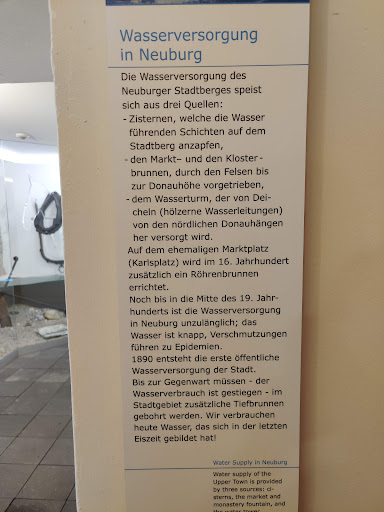 Wasserversorgung
in Neuburg
Die Wasserversorgung des
Neuburger Stadtberges speist
sich aus drei Quellen:
- Zisternen, welche die Wasser
führenden Schichten auf dem
Stadtberg anzapfen,
- den Markt– und den Kloster-
brunnen, durch den Felsen bis
zur Donauhöhe vorgetrieben,
- dem Wasserturm, der von Dei-
cheln (hölzerne Wasserleitungen)
von den nördlichen Donauhängen
her versorgt wird.
Auf dem ehemaligen Marktplatz
(Karlsplatz) wird im 16. Jahrhundert
zusätzlich ein Röhrenbrunnen
errichtet.
Noch bis in die Mitte des 19. Jahr-
hunderts ist die Wasserversorgung
in Neuburg unzulänglich; das
Wasser ist knapp, Verschmutzungen
führen zu Epidemien.
1890 entsteht die erste öffentliche
Wasserversorgung der Stadt.
Bis zur Gegenwart müssen - der
Wasserverbrauch ist gestiegen - im
Stadtgebiet zusätzliche Tiefbrunnen
gebohrt werden. Wir verbrauchen
heute Wasser, das sich in der letzten
Eiszeit gebildet hat!
Water Supply in Neuburg
Water supply of the
Upper Town is provided
by three sources: ci-
sterns, the market and
monastery fountain, and
the water tower